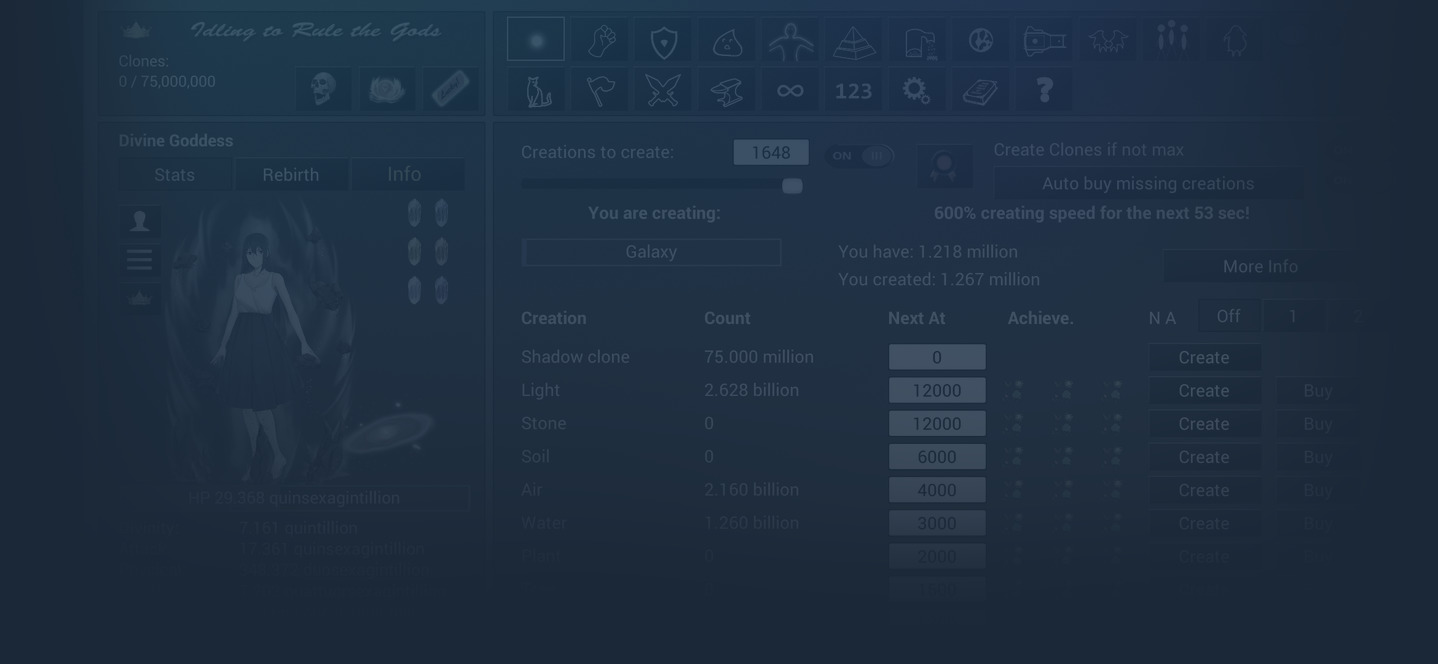 Idling to Rule the Gods
Clones:
0 / 75,000,000
123
?
Divine Goddess
Stats Rebirth Info
HP 29,368 quinsexagintillion
7.161 quintillion
77,361 quinsexagintillion
Creations to create: 1648 ON
Create Clones if not max
Auto buy missing creations
You are creating: 600% creating speed for the next 53 sec!
Galaxy You have: 1.218 million
You created: 1.267 million
More Info
Creation Count Next At Achieve. N A Off 1 2
Shadow clone 75.000 million 0 Create
Light 2.628 billion 12000 Create Buy
Stone 0 12000 Create Buy
Soil 0 6000 Create Buy
Air 2.160 billion 4000 Create Buy
Water 1.260 billion 3000 Create Buy
Plant 0 2000 Create Buy